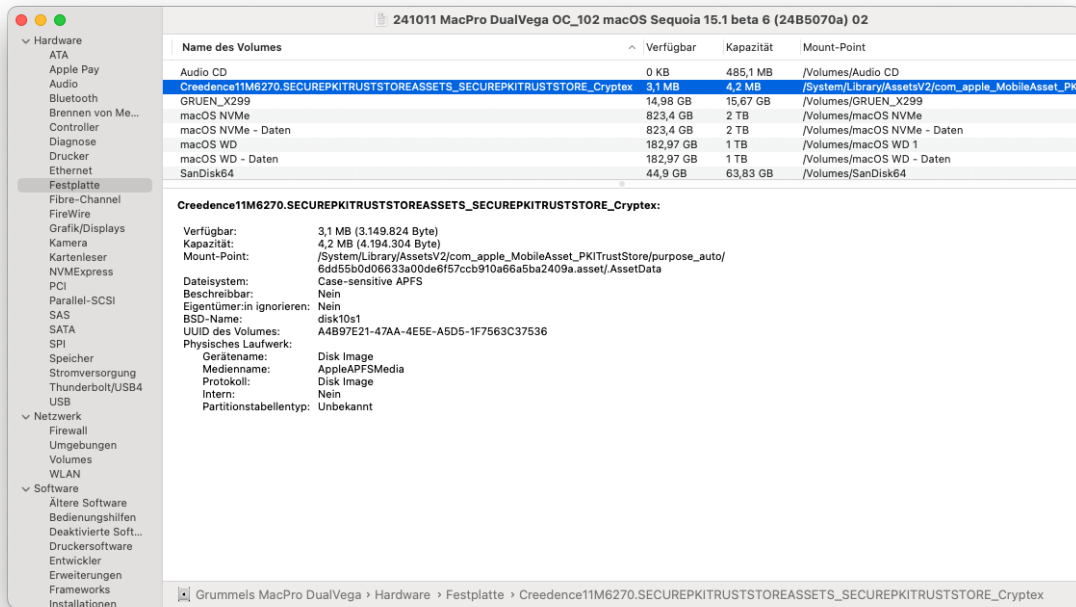 241011 MacPro DualVega OC_102 macOS Sequoia 15.1 beta 6 (24B5070a) 02
Hardware
ATA
Apple Pay
Audio
Bluetooth
Brennen von Me...
Controller
Diagnose
Drucker
Ethernet
Festplatte
Fibre-Channel
FireWire
Grafik/Displays
Kamera
Kartenleser
NVMExpress
PCI
Parallel-SCSI
SAS
SATA
SPI
Speicher
Stromversorgung
Thunderbolt/USB4
USB
Netzwerk
Firewall
Umgebungen
Volumes
WLAN
Software
Ältere Software
Bedienungshilfen
Deaktivierte Soft...
Druckersoftware
Entwickler
Erweiterungen
Frameworks
Installationen
Name des Volumes Verfügbar Kapazität Mount-Point
Audio CD 0 KB 485,1 MB /Volumes/Audio CD
Creedence11M6270.SECUREPKITRUSTSTOREASSETS_SECUREPKITRUSTSTORE_Cryptex 3,1 MB 4,2 MB /System/Library/AssetsV2/com_apple_MobileAsset_PK
GRUEN_X299 14,98 GB 15,67 GB /Volumes/GRUEN_X299
macOS NVMe 823,4 GB 2 TB /Volumes/macOS NVMe
macOS NVMe - Daten 823,4 GB 2 TB /Volumes/macOS NVMe - Daten
macOS WD 182,97 GB 1 TB /Volumes/macOS WD 1
macOS WD - Daten 182,97 GB 1 TB /Volumes/macOS WD - Daten
SanDisk64 44,9 GB 63,83 GB /Volumes/SanDisk64
Creedence11M6270.SECUREPKITRUSTSTOREASSETS_SECUREPKITRUSTSTORE_Cryptex:
Verfügbar: 3,1 MB (3.149.824 Byte)
Kapazität: 4,2 MB (4.194.304 Byte)
Mount-Point: /System/Library/AssetsV2/com_apple_MobileAsset_PKITrustStore/purpose_auto/
6dd55b0d06633a00de6f57ccb910a66a5ba2409a.asset/.AssetData
Dateisystem: Case-sensitive APFS
Beschreibbar: Nein
Eigentümer:in ignorieren: Nein
BSD-Name: disk10s1
UUID des Volumes: A4B97E21-47AA-4E5E-A5D5-1F7563C37536
Physisches Laufwerk:
Gerätename: Disk Image
Medienname: AppleAPFSMedia
Protokoll: Disk Image
Intern: Nein
Partitionstabellentyp: Unbekannt
Grummels MacPro DualVega › Hardware › Festplatte › Creedence11M6270.SECUREPKITRUSTSTOREASSETS_SECUREPKITRUSTSTORE_Cryptex